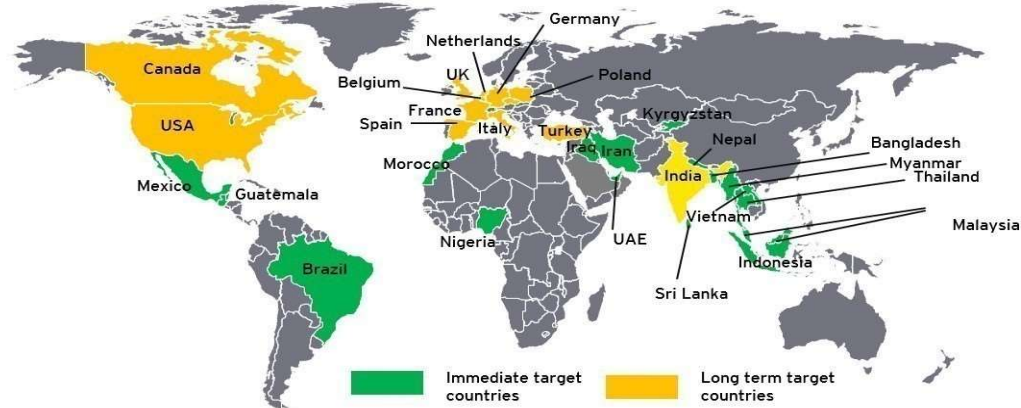 Germany
Netherlands
Canada
UK
Poland
Belgium
France
Kyrgyzstan
USA
Spain
Italy
Turkey
Nepal
Bangladesh
Iraq
Iran
Morocco
Myanmar
India
Thailand
Mexico
Guatemala
Vietnam
Malaysia
Nigeria
UAE
Brazil
Indonesia
Sri Lanka
Immediate target
countries
Long term target
countries